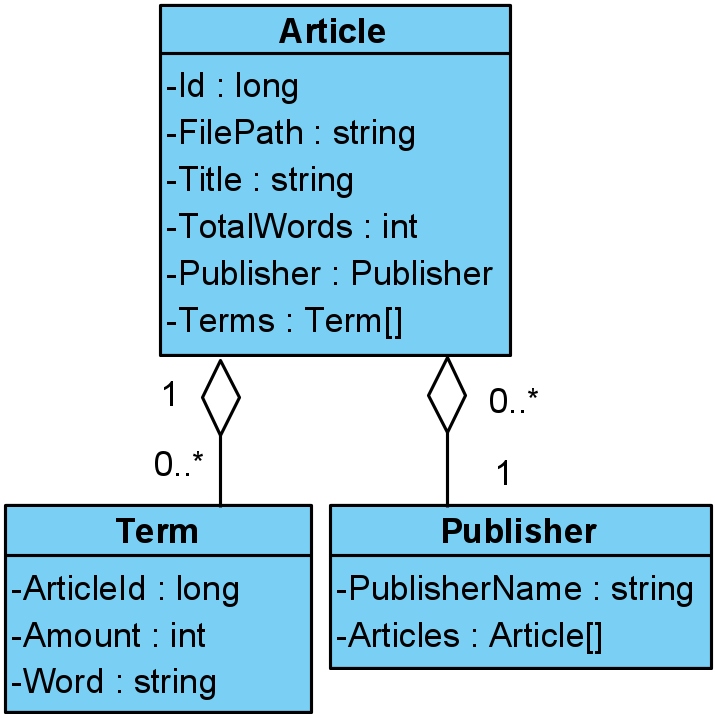 Article
-Id : long
-FilePath : string
-Title : string
-TotalWords : int
-Publisher : Publisher
-Terms : Term[]
1
0..*
0..*
1
Term
-ArticleId : long
-Amount : int
-Word : string
Publisher
-PublisherName : string
-Articles : Article[]